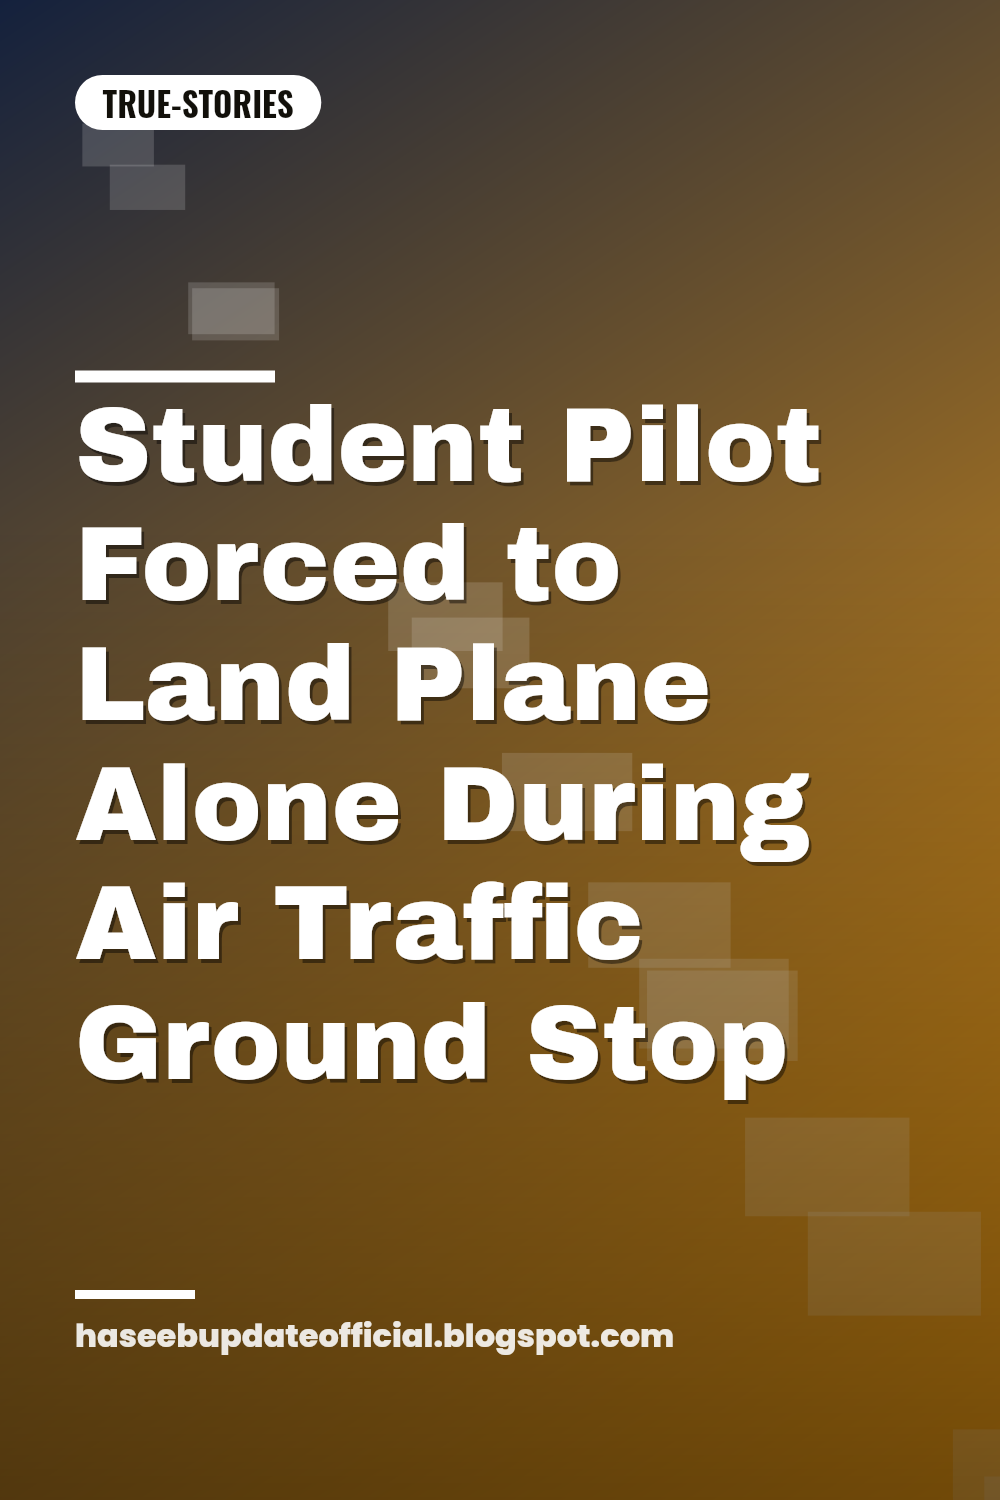 TRUE-STORIES
Student Pilot
Forced to
Land Plane
Alone During
Air Traffic
Ground Stop
haseebupdateofficial.blogspot.com